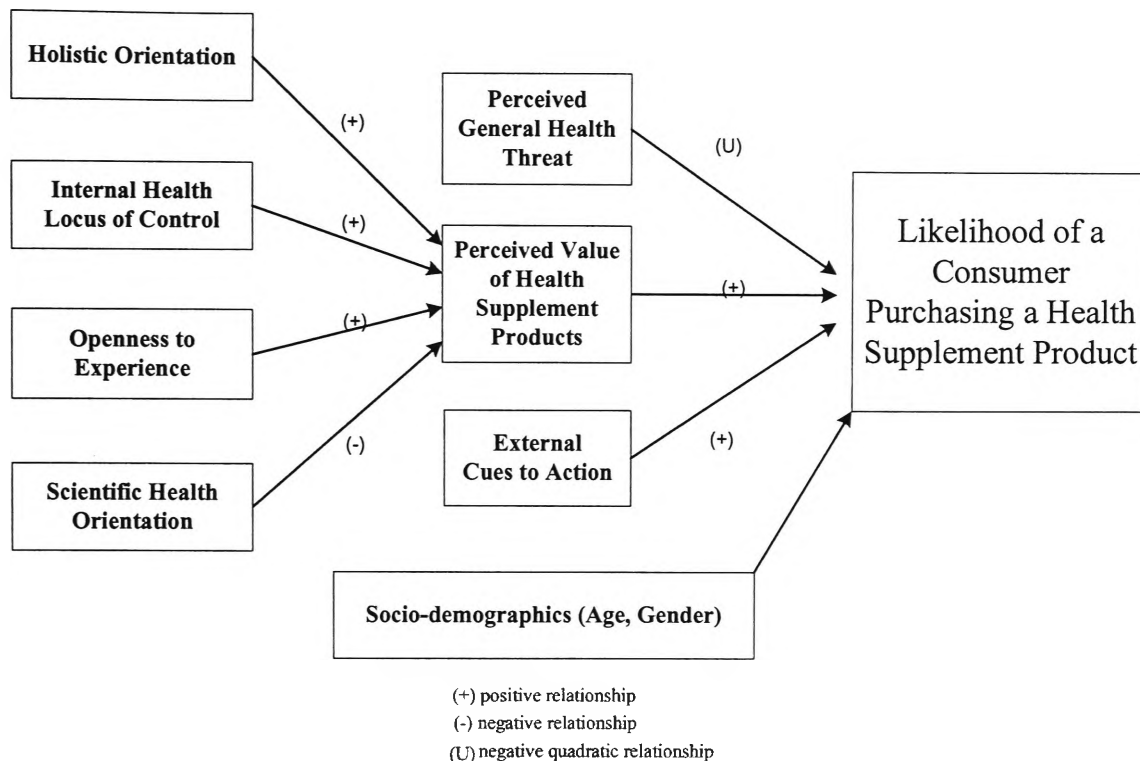 Holistic Orientation
(+)
Internal Health
Locus of Control
(+)
Openness to
Experience
(+)
Scientific Health
Orientation
(-)
Perceived
General Health
Threat
(U)
Perceived Value
of Health
Supplement
Products
(+)
External
Cues to Action
(+)
Likelihood of a
Consumer
Purchasing a Health
Supplement Product
Socio-demographics (Age, Gender)
(+) positive relationship
(-) negative relationship
(U) negative quadratic relationship